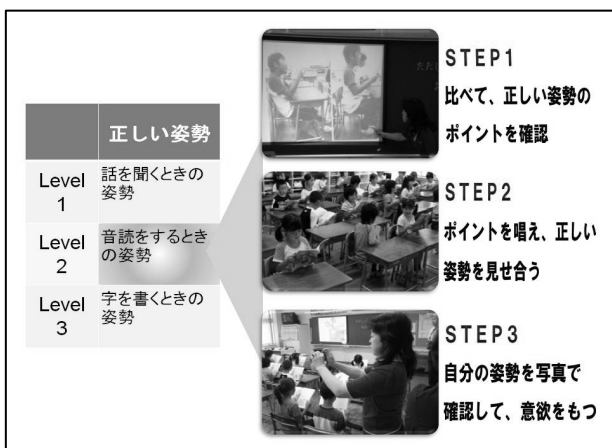 正しい姿勢
Level
1
話を聞くときの
姿勢
Level
2
音読をするとき
の姿勢
Level
3
字を書くときの
姿勢
STEP1
比べて、正しい姿勢の
ポイントを確認
STEP2
ポイントを唱え、正しい
姿勢を見せ合う
STEP3
自分の姿勢を写真で
確認して、意欲をもつ